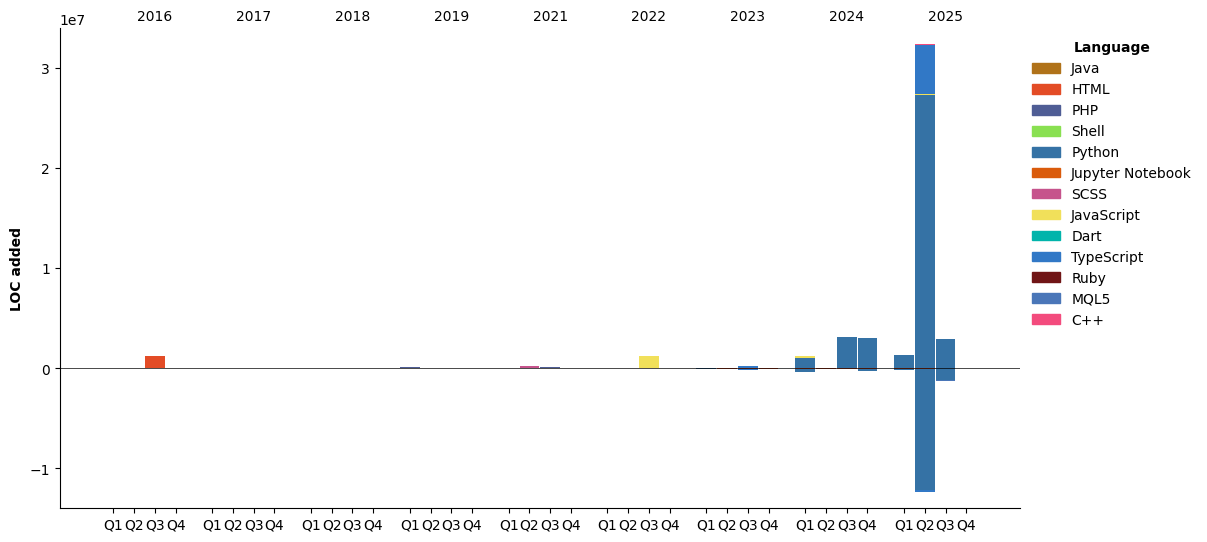 2016 2017 2018 2019 2021 2022 2023 2024 2025
1e7
3
2
1
0
−1
LOC added
Q1 Q2 Q3 Q4 Q1 Q2 Q3 Q4 Q1 Q2 Q3 Q4 Q1 Q2 Q3 Q4 Q1 Q2 Q3 Q4 Q1 Q2 Q3 Q4 Q1 Q2 Q3 Q4 Q1 Q2 Q3 Q4 Q1 Q2 Q3 Q4
Language
Java
HTML
PHP
Shell
Python
Jupyter Notebook
SCSS
JavaScript
Dart
TypeScript
Ruby
MQL5
C++